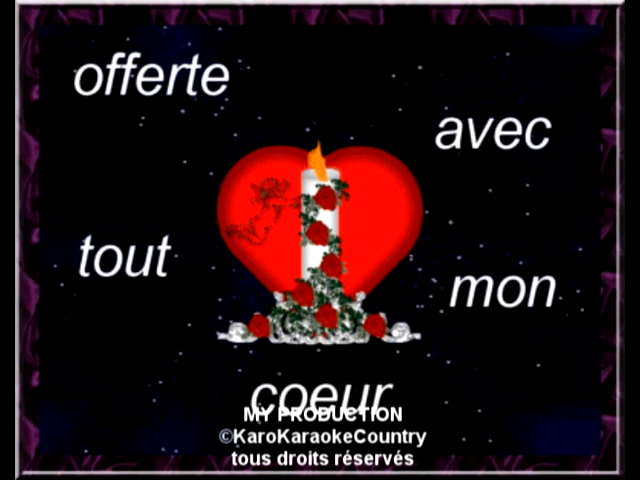 offerte
avec
tout
mon
coeur
MY PRODUCTION
©KaroKaraokeCountry
tous droits réservés